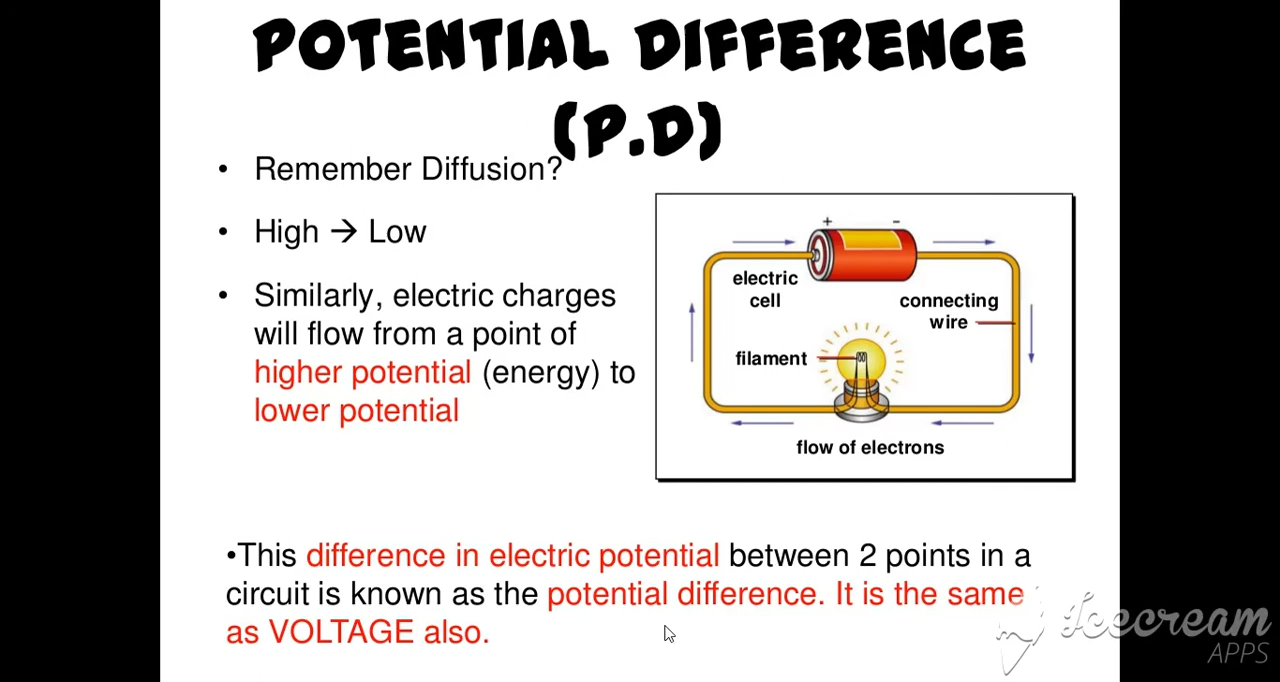 POTENTIAL DIFFERENCE
(P.D)
• Remember Diffusion?
• High → Low
• Similarly, electric charges
will flow from a point of
higher potential (energy) to
lower potential
+ −
electric
cell
connecting
wire
filament
flow of electrons
•This difference in electric potential between 2 points in a
circuit is known as the potential difference. It is the same
as VOLTAGE also.
Icecream
APPS